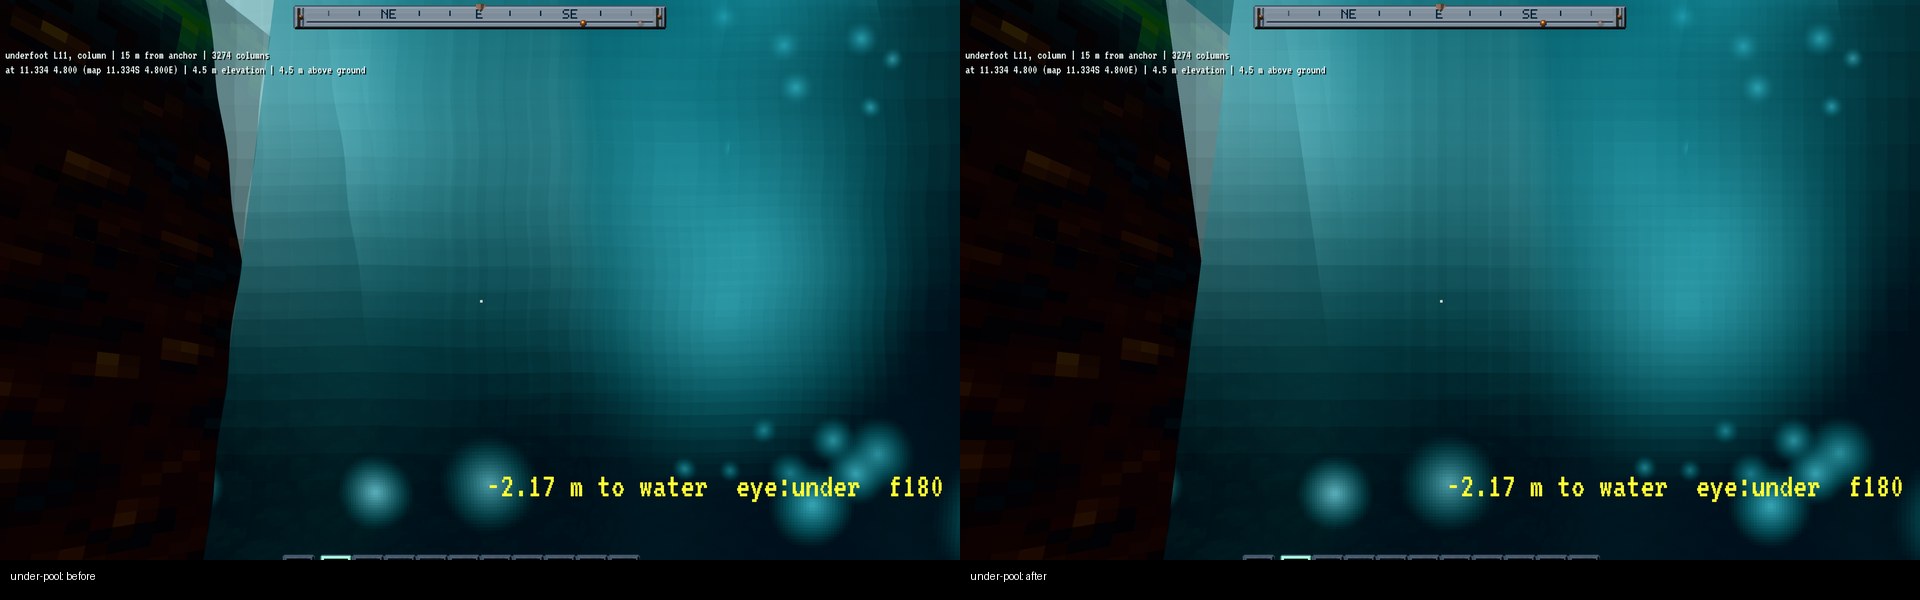 NE E SE
underfoot L11, column | 15 m from anchor | 3274 columns
at 11.334 4.800 (map 11.334S 4.800E) | 4.5 m elevation | 4.5 m above ground
-2.17 m to water eye:under f180
under-pool: before
NE E SE
underfoot L11, column | 15 m from anchor | 3274 columns
at 11.334 4.800 (map 11.334S 4.800E) | 4.5 m elevation | 4.5 m above ground
-2.17 m to water eye:under f180
under-pool: after